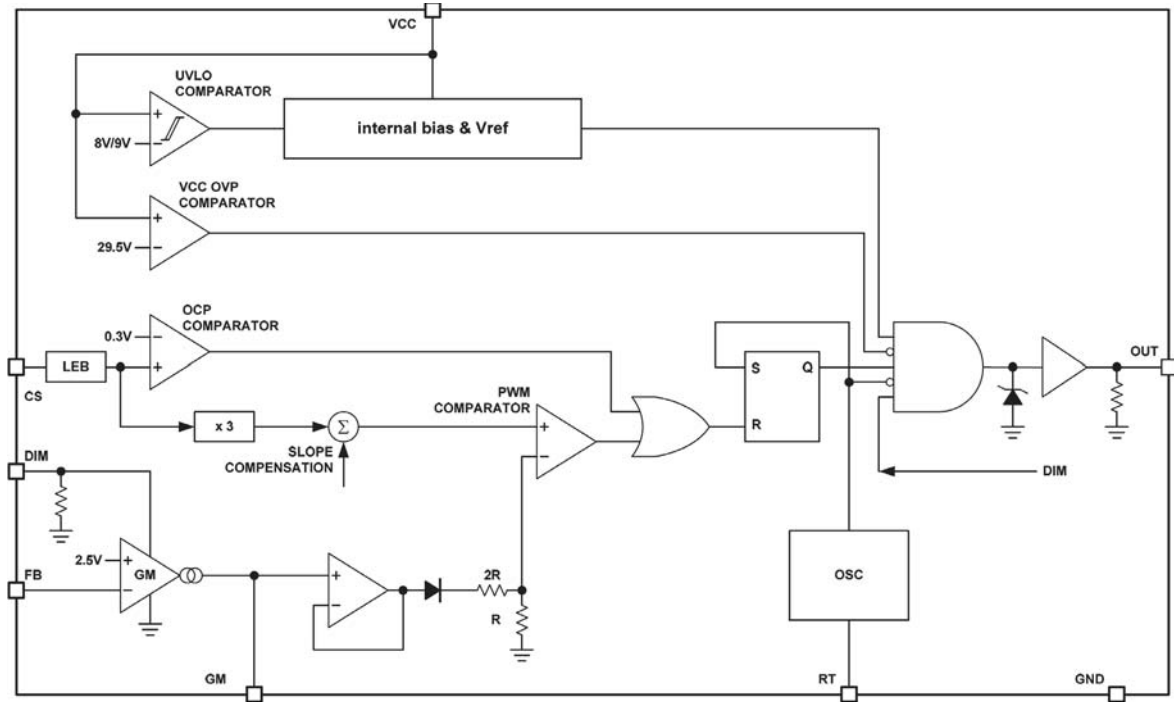 VCC
UVLO
COMPARATOR
+
8V/9V
−
internal bias & Vref
VCC OVP
COMPARATOR
+
29.5V
−
OCP
COMPARATOR
0.3V
−
+
LEB
CS
x 3
Σ
SLOPE
COMPENSATION
PWM
COMPARATOR
+
−
S
Q
R
OUT
DIM
DIM
2.5V
+
GM
−
FB
+
−
2R
R
OSC
GM
RT
GND